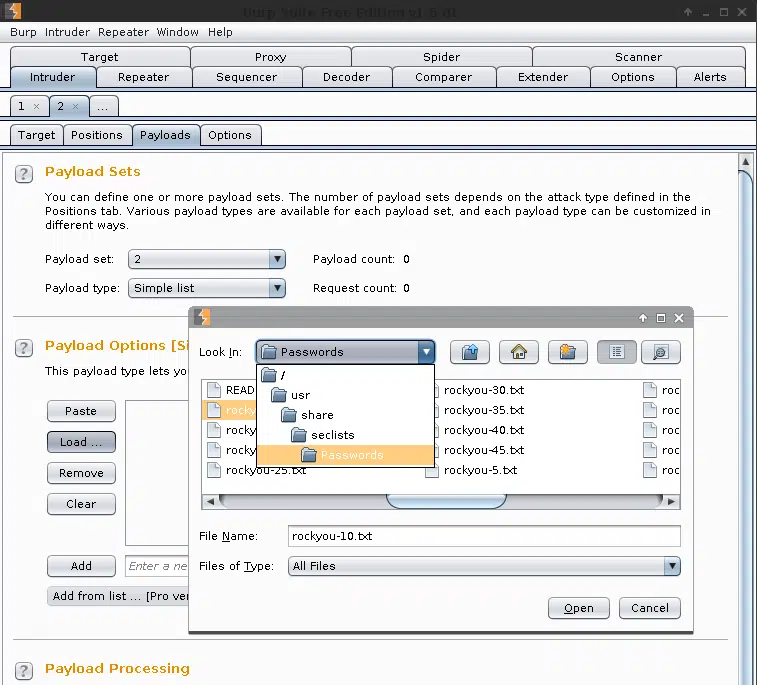 Burp Suite Free Edition v1.6 dt
Burp Intruder Repeater Window Help
Target Proxy Spider Scanner
Intruder Repeater Sequencer Decoder Comparer Extender Options Alerts
1 × 2 × ...
Target Positions Payloads Options
? Payload Sets
You can define one or more payload sets. The number of payload sets depends on the attack type defined in the
Positions tab. Various payload types are available for each payload set, and each payload type can be customized in
different ways.
Payload set: 2 Payload count: 0
Payload type: Simple list Request count: 0
? Payload Options [Si
This payload type lets yo
Paste
Load ...
Remove
Clear
Add Enter a ne
Add from list ... [Pro ver
? Payload Processing
Look In: Passwords
/
usr
share
seclists
Passwords
READ
rocky
rocky
rocky
rockyou-25.txt
rockyou-30.txt
rockyou-35.txt
rockyou-40.txt
rockyou-45.txt
rockyou-5.txt
roc
roc
roc
roc
roc
File Name: rockyou-10.txt
Files of Type: All Files
Open Cancel